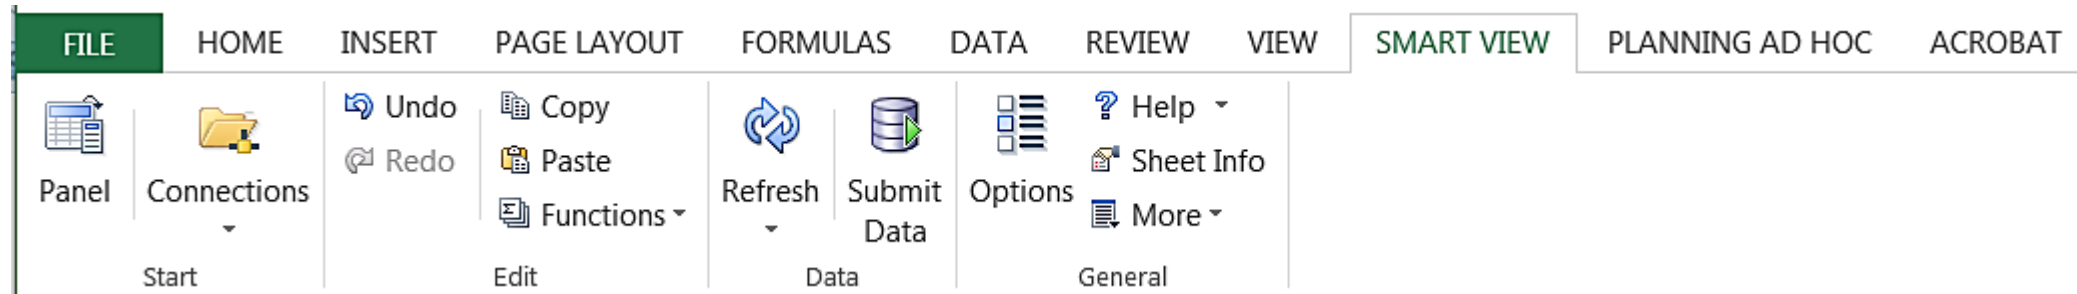 FILE HOME INSERT PAGE LAYOUT FORMULAS DATA REVIEW VIEW SMART VIEW PLANNING AD HOC ACROBAT
Panel
Connections
Undo
Redo
Copy
Paste
Functions
Refresh
Submit
Data
Options
Help
Sheet Info
More
Start
Edit
Data
General